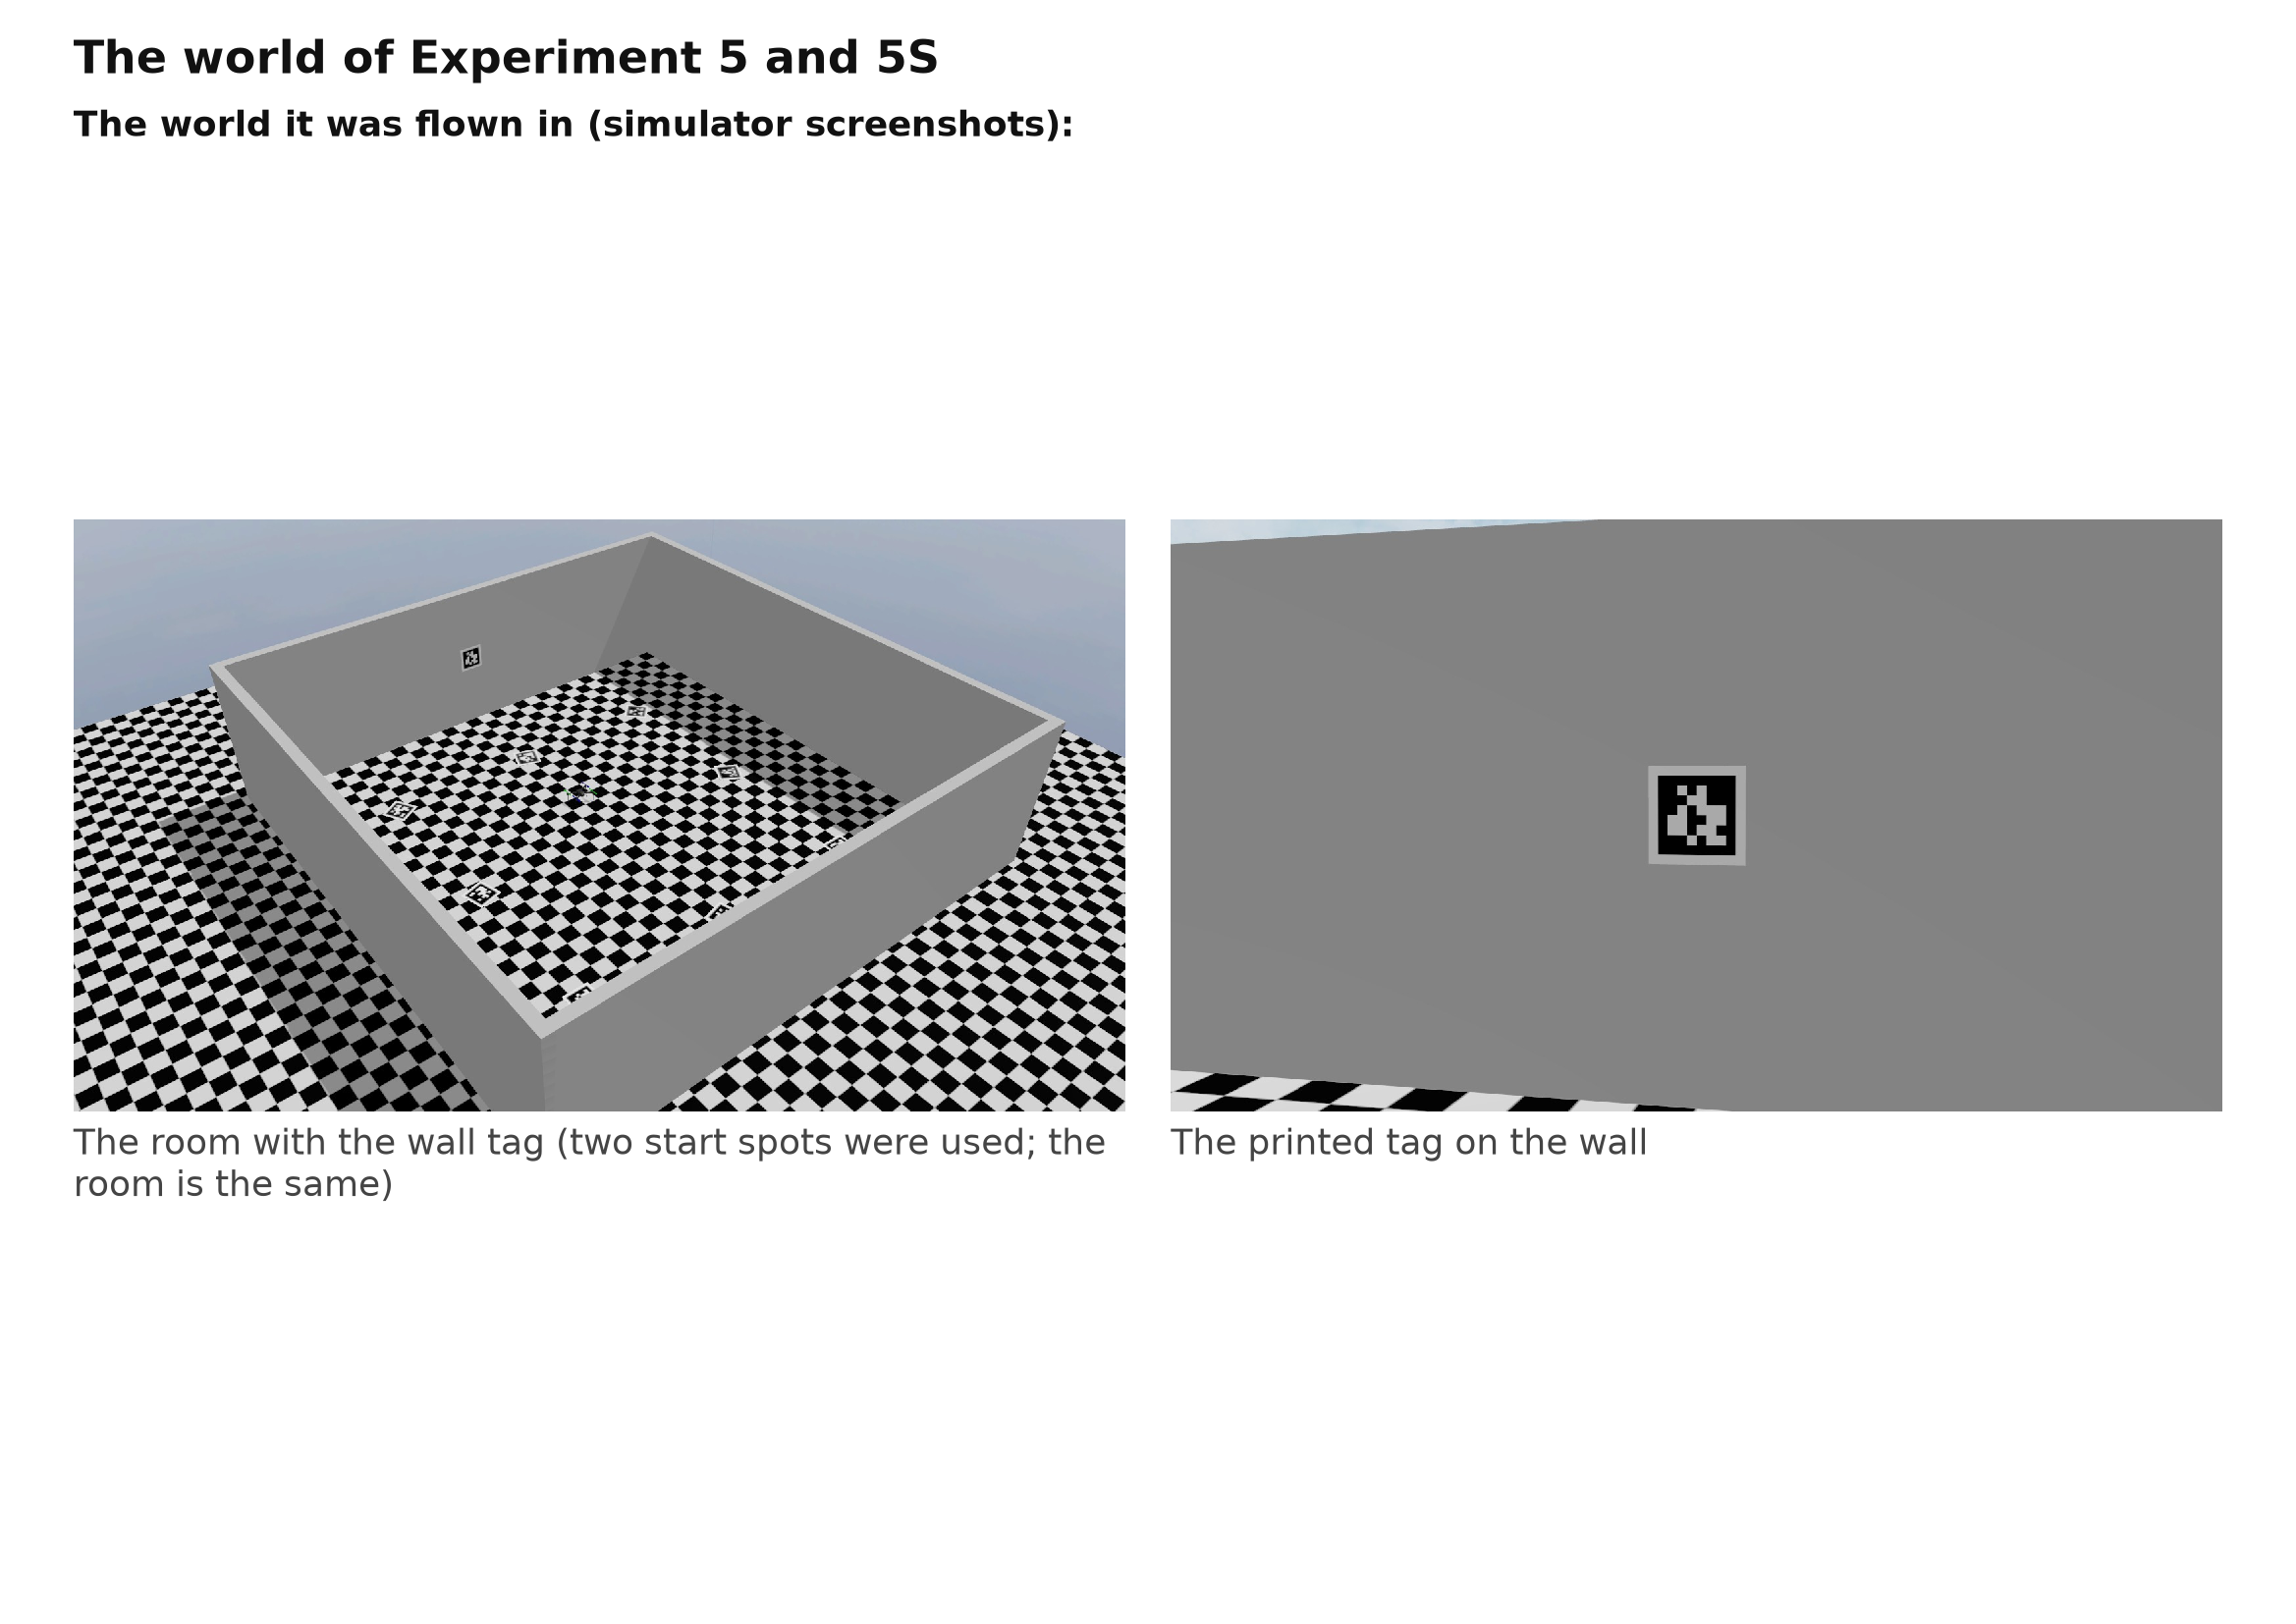 The world of Experiment 5 and 5S
The world it was flown in (simulator screenshots):
The room with the wall tag (two start spots were used; the
room is the same)
The printed tag on the wall